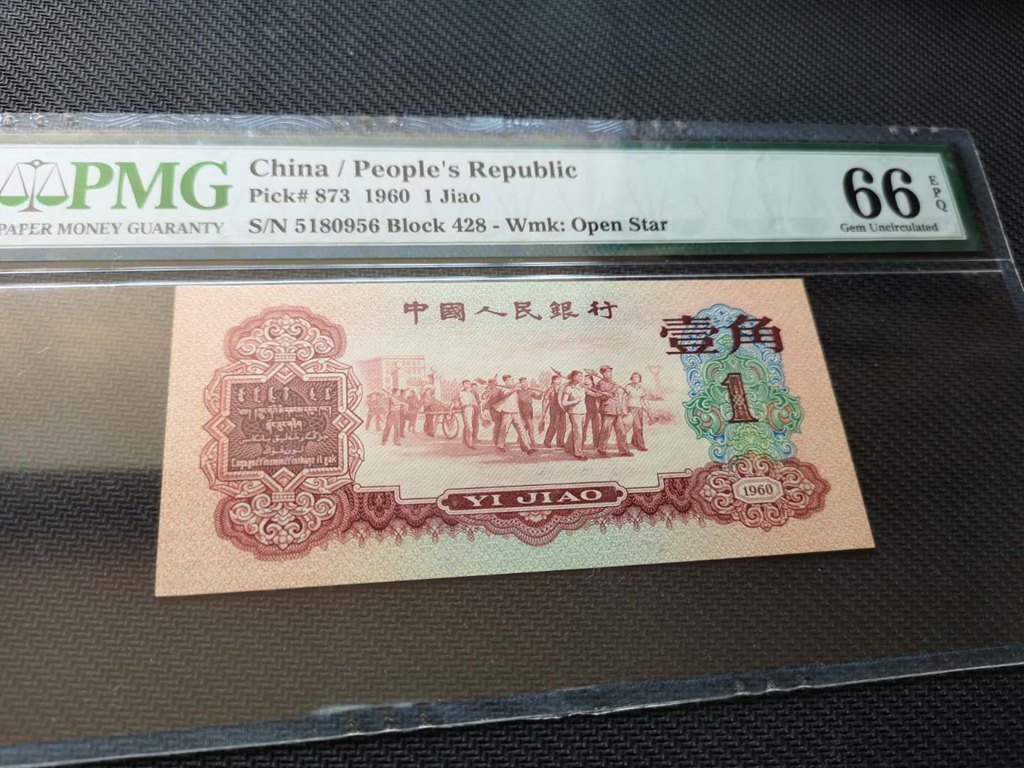 PMG
PAPER MONEY GUARANTY
China / People's Republic
Pick# 873 1960 1 Jiao
S/N 5180956 Block 428 - Wmk: Open Star
66
EPQ
Gem Uncirculated
中國人民銀行
壹角
1
YI JIAO
1960